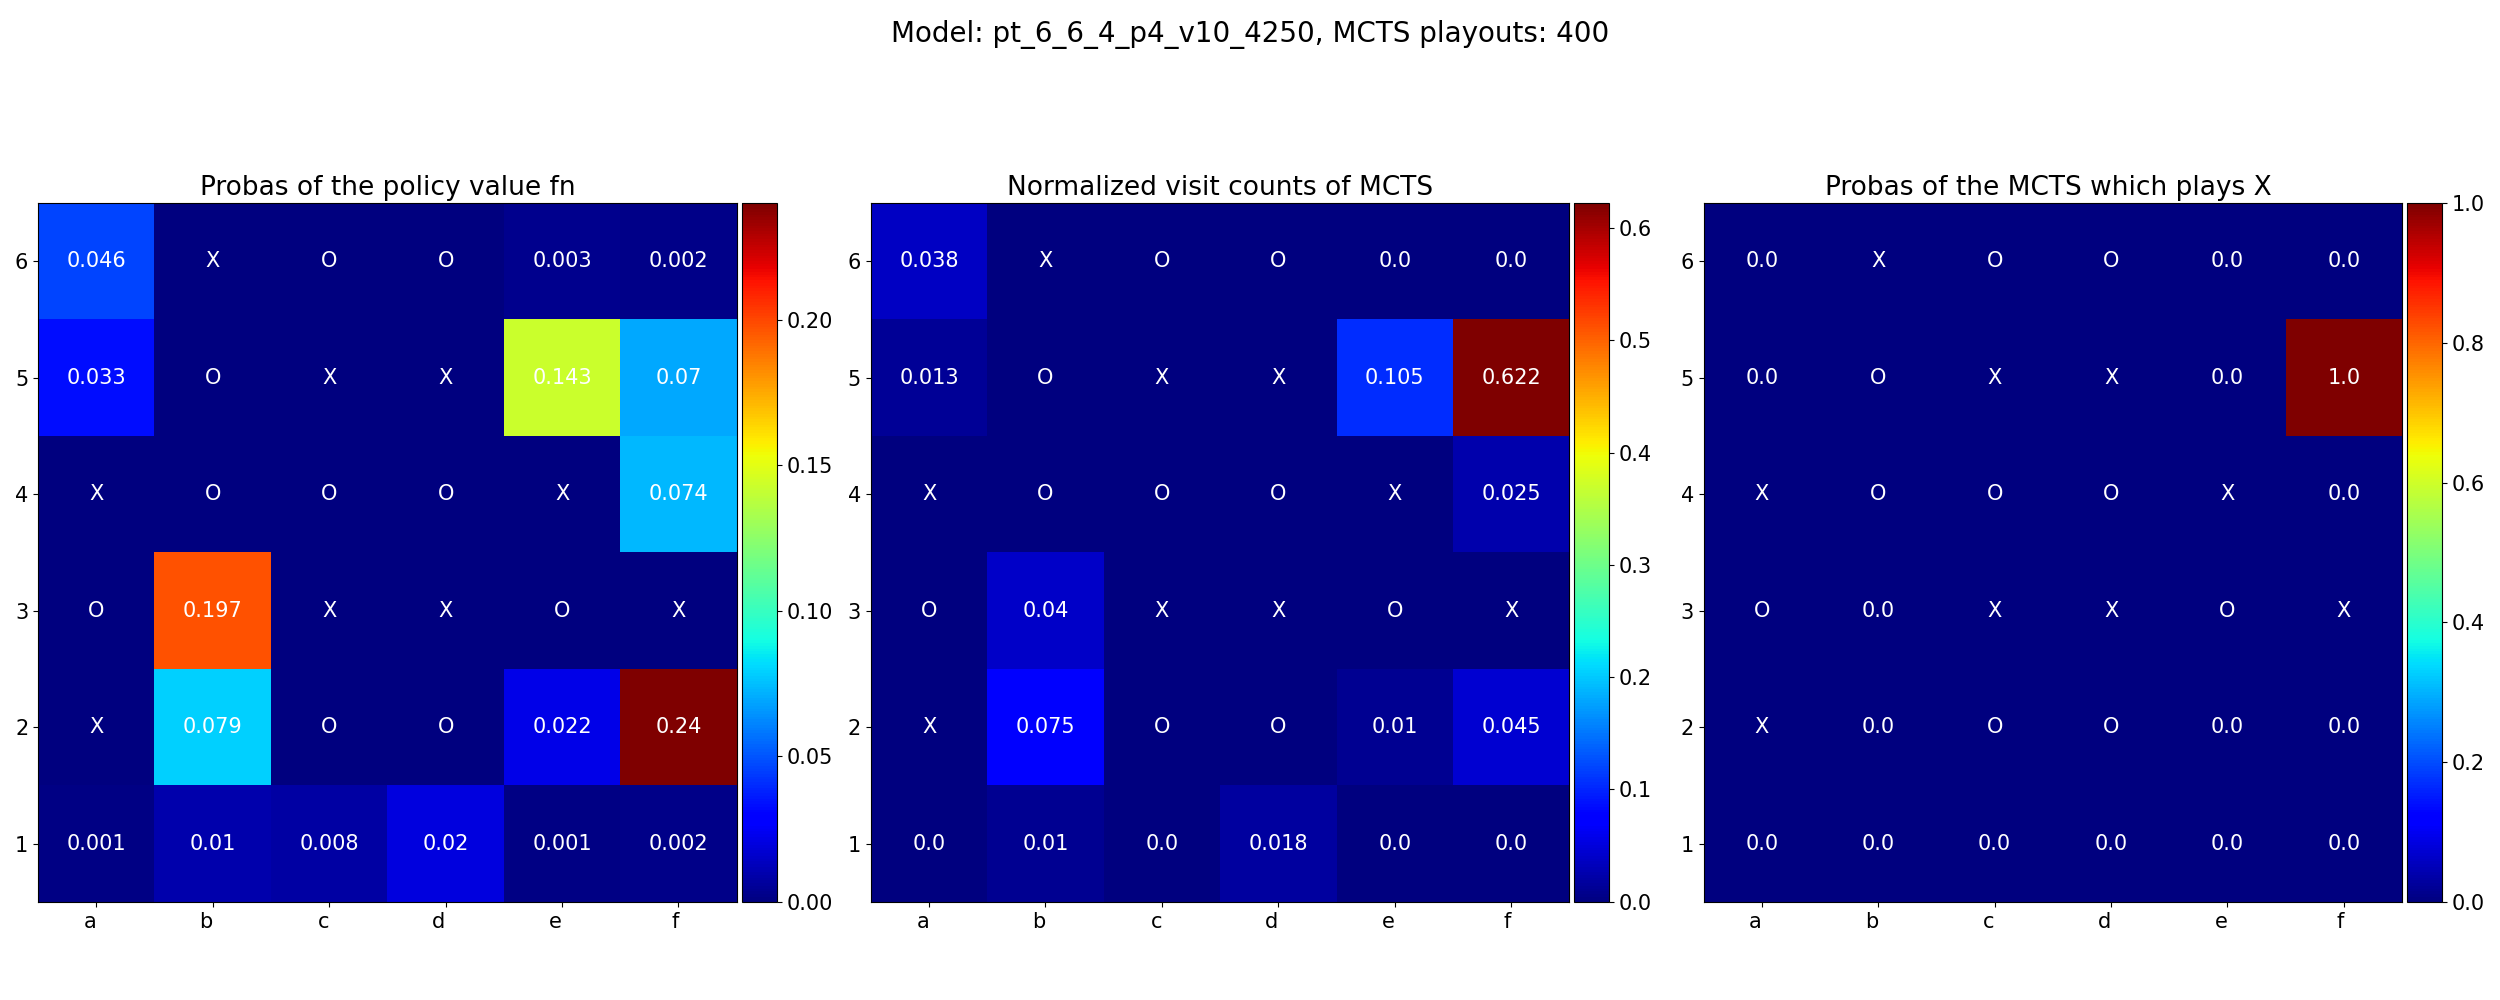 Model: pt_6_6_4_p4_v10_4250, MCTS playouts: 400
Probas of the policy value fn
6 0.046 X O O 0.003 0.002
5 0.033 O X X 0.143 0.07
4 X O O O X 0.074
3 O 0.197 X X O X
2 X 0.079 O O 0.022 0.24
1 0.001 0.01 0.008 0.02 0.001 0.002
a b c d e f
0.20
0.15
0.10
0.05
0.00
Normalized visit counts of MCTS
6 0.038 X O O 0.0 0.0
5 0.013 O X X 0.105 0.622
4 X O O O X 0.025
3 O 0.04 X X O X
2 X 0.075 O O 0.01 0.045
1 0.0 0.01 0.0 0.018 0.0 0.0
a b c d e f
0.6
0.5
0.4
0.3
0.2
0.1
0.0
Probas of the MCTS which plays X
6 0.0 X O O 0.0 0.0
5 0.0 O X X 0.0 1.0
4 X O O O X 0.0
3 O 0.0 X X O X
2 X 0.0 O O 0.0 0.0
1 0.0 0.0 0.0 0.0 0.0 0.0
a b c d e f
1.0
0.8
0.6
0.4
0.2
0.0